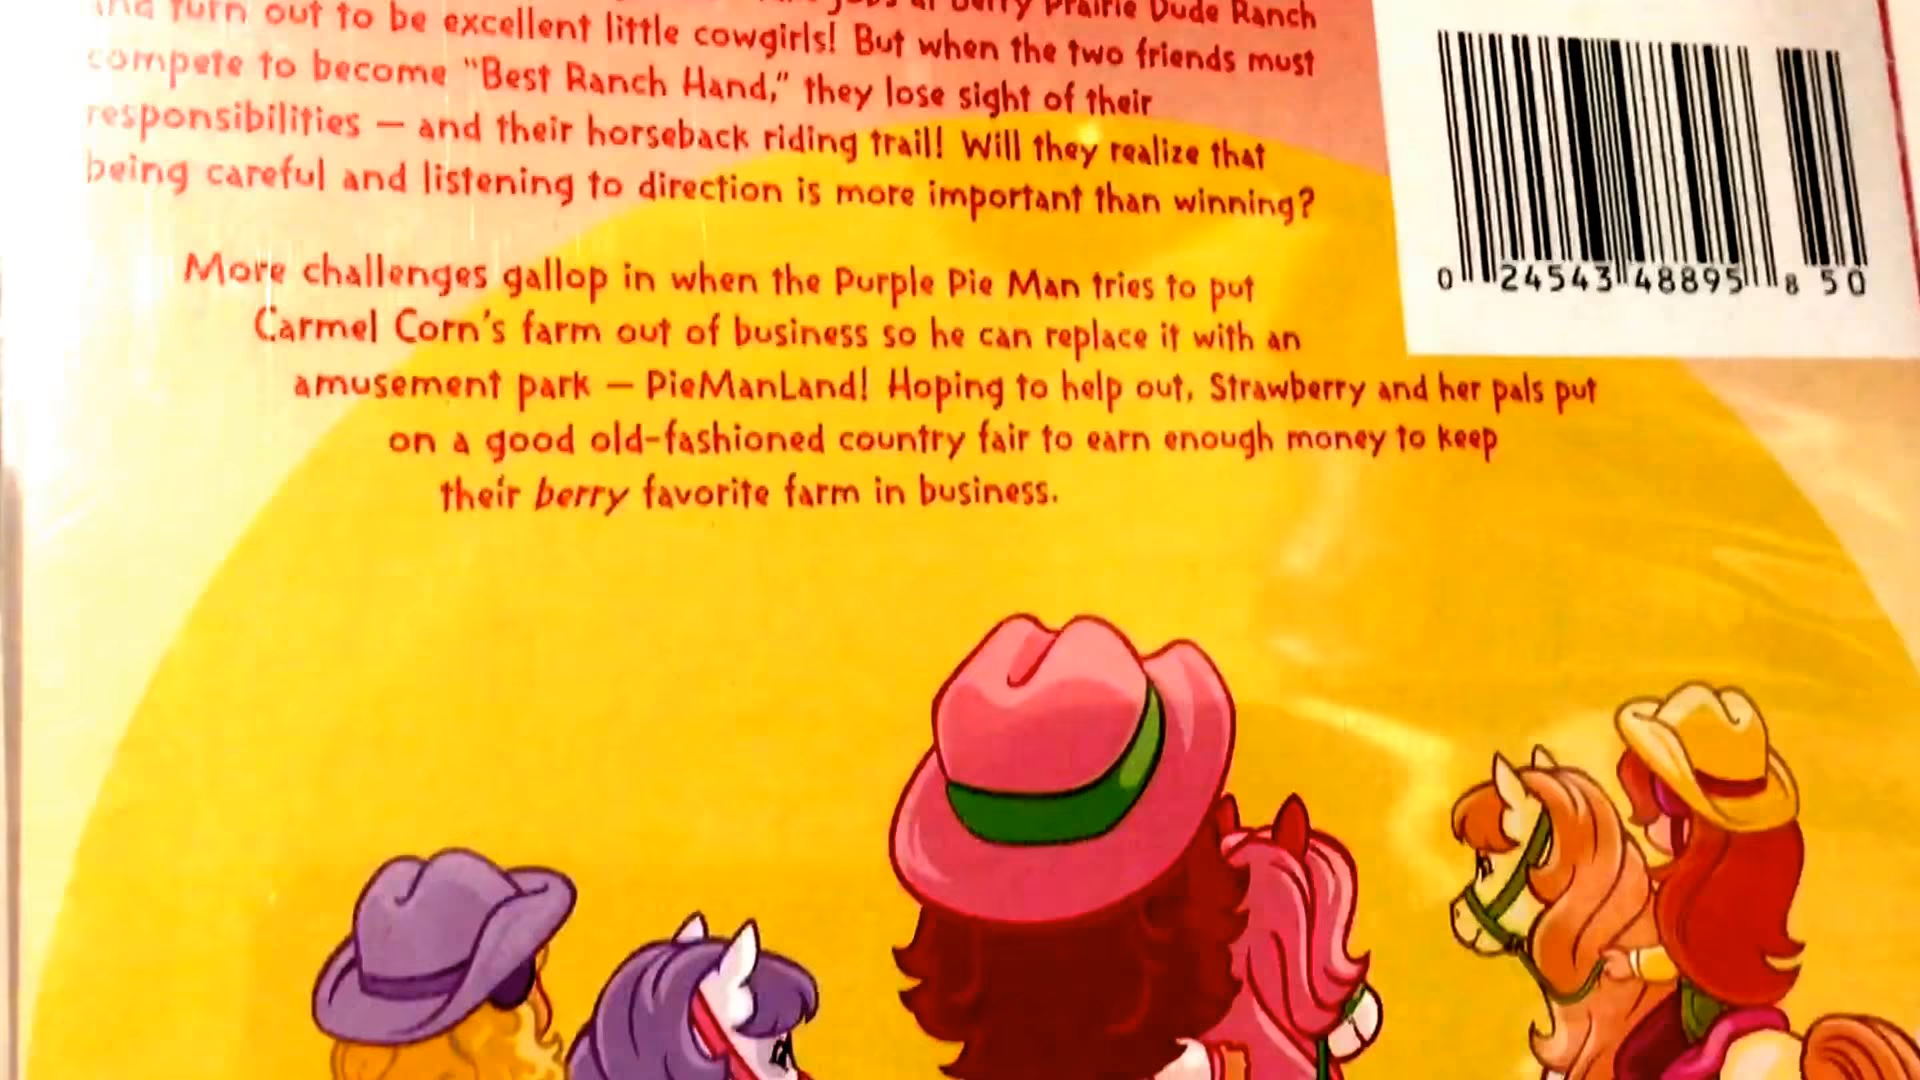 and turn out to be excellent little cowgirls! But when the two friends must
compete to become “Best Ranch Hand,” they lose sight of their
responsibilities — and their horseback riding trail! Will they realize that
being careful and listening to direction is more important than winning?
More challenges gallop in when the Purple Pie Man tries to put
Carmel Corn's farm out of business so he can replace it with an
amusement park — PieManLand! Hoping to help out, Strawberry and her pals put
on a good old-fashioned country fair to earn enough money to keep
their berry favorite farm in business.
0 24543 48895 8 50